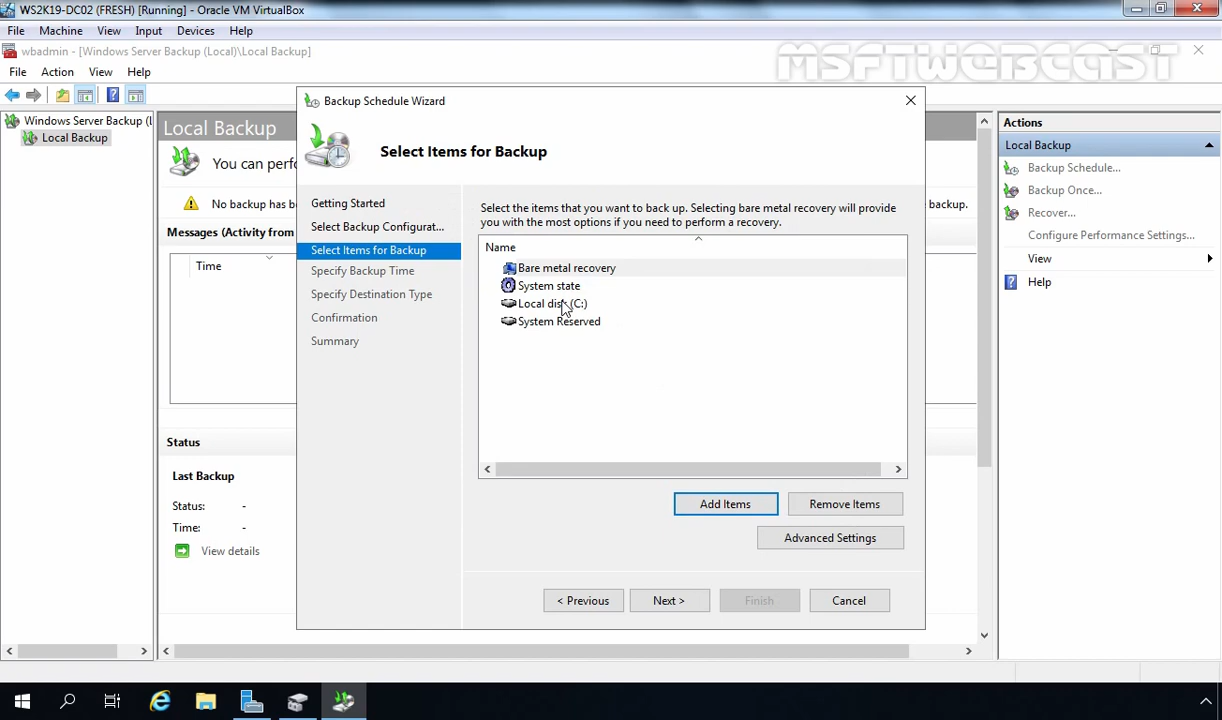 WS2K19-DC02 (FRESH) [Running] - Oracle VM VirtualBox
File Machine View Input Devices Help
wbadmin - [Windows Server Backup (Local)\Local Backup]
MSFTWEBCAST
File Action View Help
Windows Server Backup (L
Local Backup
Local Backup
You can perfo
No backup has be
e backup.
Messages (Activity from
Time
Status
Last Backup
Status: -
Time: -
View details
Backup Schedule Wizard
Select Items for Backup
Getting Started
Select Backup Configurat...
Select Items for Backup
Specify Backup Time
Specify Destination Type
Confirmation
Summary
Select the items that you want to back up. Selecting bare metal recovery will provide
you with the most options if you need to perform a recovery.
Name
Bare metal recovery
System state
Local disk (C:)
System Reserved
Add Items Remove Items
Advanced Settings
< Previous Next > Finish Cancel
Actions
Local Backup
Backup Schedule...
Backup Once...
Recover...
Configure Performance Settings...
View
Help